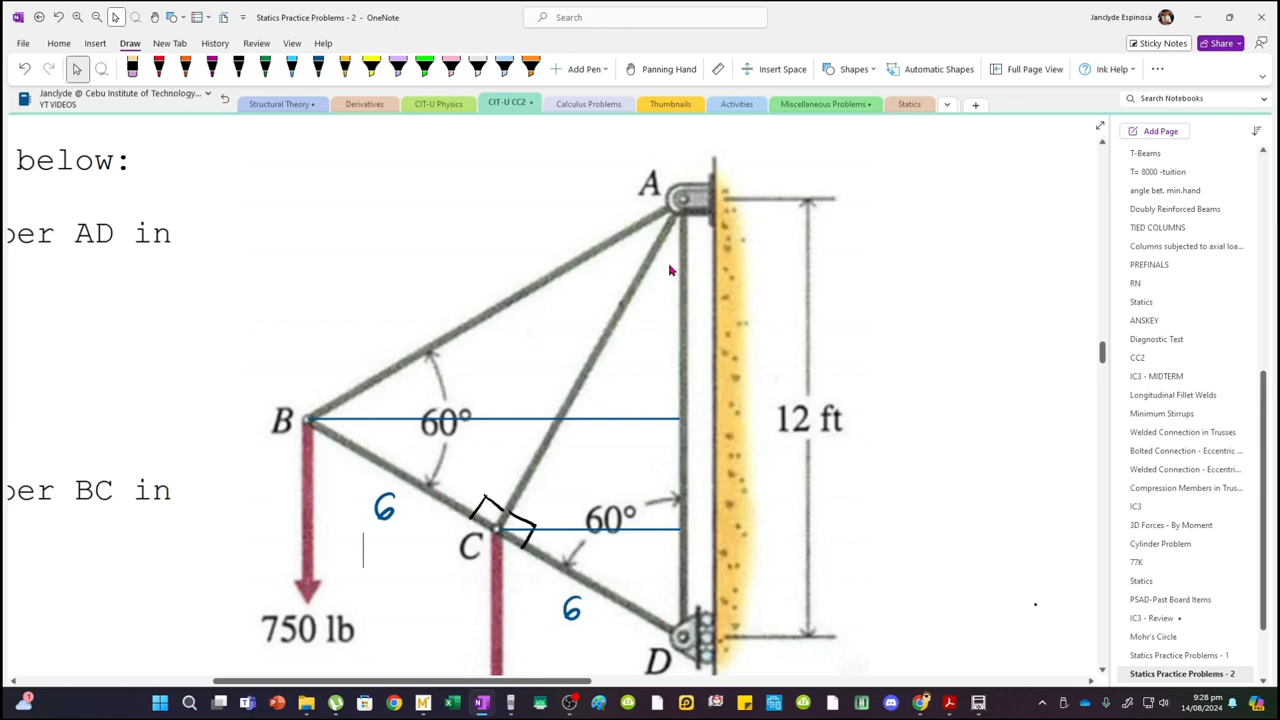 Statics Practice Problems - 2 - OneNote
Search
Janclyde Espinosa
File Home Insert Draw New Tab History Review View Help
Sticky Notes
Share
Add Pen
Panning Hand
Insert Space
Shapes
Automatic Shapes
Full Page View
Ink Help
Janclyde @ Cebu Institute of Technology...
YT VIDEOS
Structural Theory
Derivatives
CIT-U Physics
CIT-U CC2
Calculus Problems
Thumbnails
Activities
Miscellaneous Problems
Statics
Search Notebooks
below:
per AD in
per BC in
A
B
60°
12 ft
6
60°
C
6
750 lb
D
Add Page
T-Beams
T= 8000 -tuition
angle bet. min.hand
Doubly Reinforced Beams
TIED COLUMNS
Columns subjected to axial loa...
PREFINALS
RN
Statics
ANSKEY
Diagnostic Test
CC2
IC3 - MIDTERM
Longitudinal Fillet Welds
Minimum Stirrups
Welded Connection in Trusses
Bolted Connection - Eccentric ...
Welded Connection - Eccentri...
Compression Members in Trus...
IC3
3D Forces - By Moment
Cylinder Problem
77K
Statics
PSAD-Past Board Items
IC3 - Review
Mohr's Circle
Statics Practice Problems - 1
Statics Practice Problems - 2
9:28 pm
14/08/2024